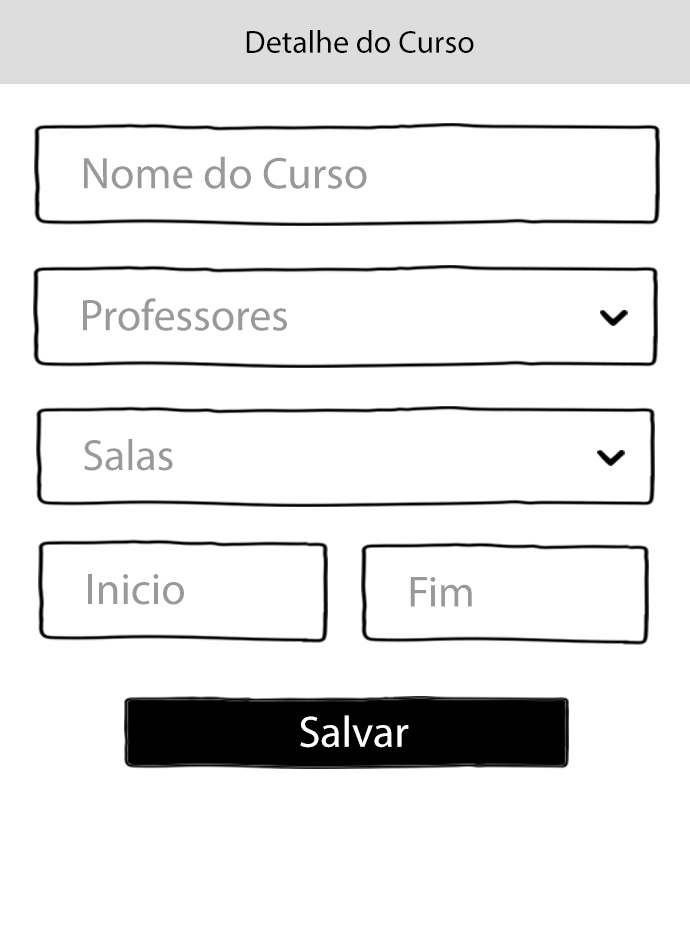 Detalhe do Curso
Nome do Curso
Professores
Salas
Inicio
Fim
Salvar